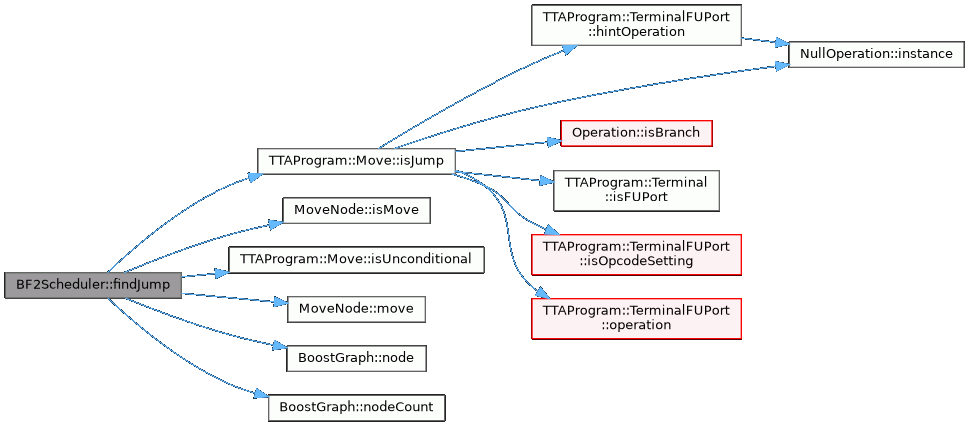 TTAProgram::TerminalFUPort
::hintOperation
NullOperation::instance
Operation::isBranch
TTAProgram::Move::isJump
TTAProgram::Terminal
::isFUPort
MoveNode::isMove
TTAProgram::TerminalFUPort
::isOpcodeSetting
TTAProgram::Move::isUnconditional
BF2Scheduler::findJump
MoveNode::move
TTAProgram::TerminalFUPort
::operation
BoostGraph::node
BoostGraph::nodeCount